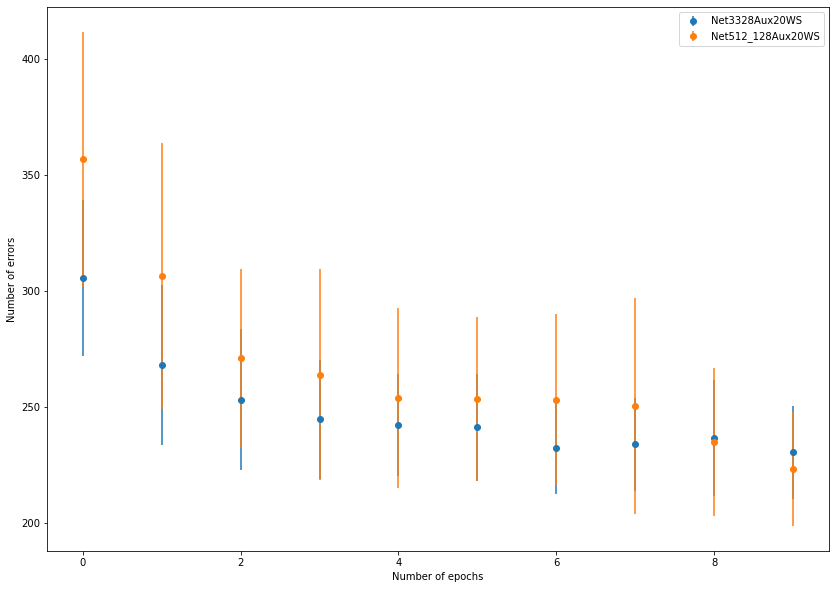 Net3328Aux20WS
Net512_128Aux20WS
400
350
300
250
200
Number of errors
0 2 4 6 8
Number of epochs